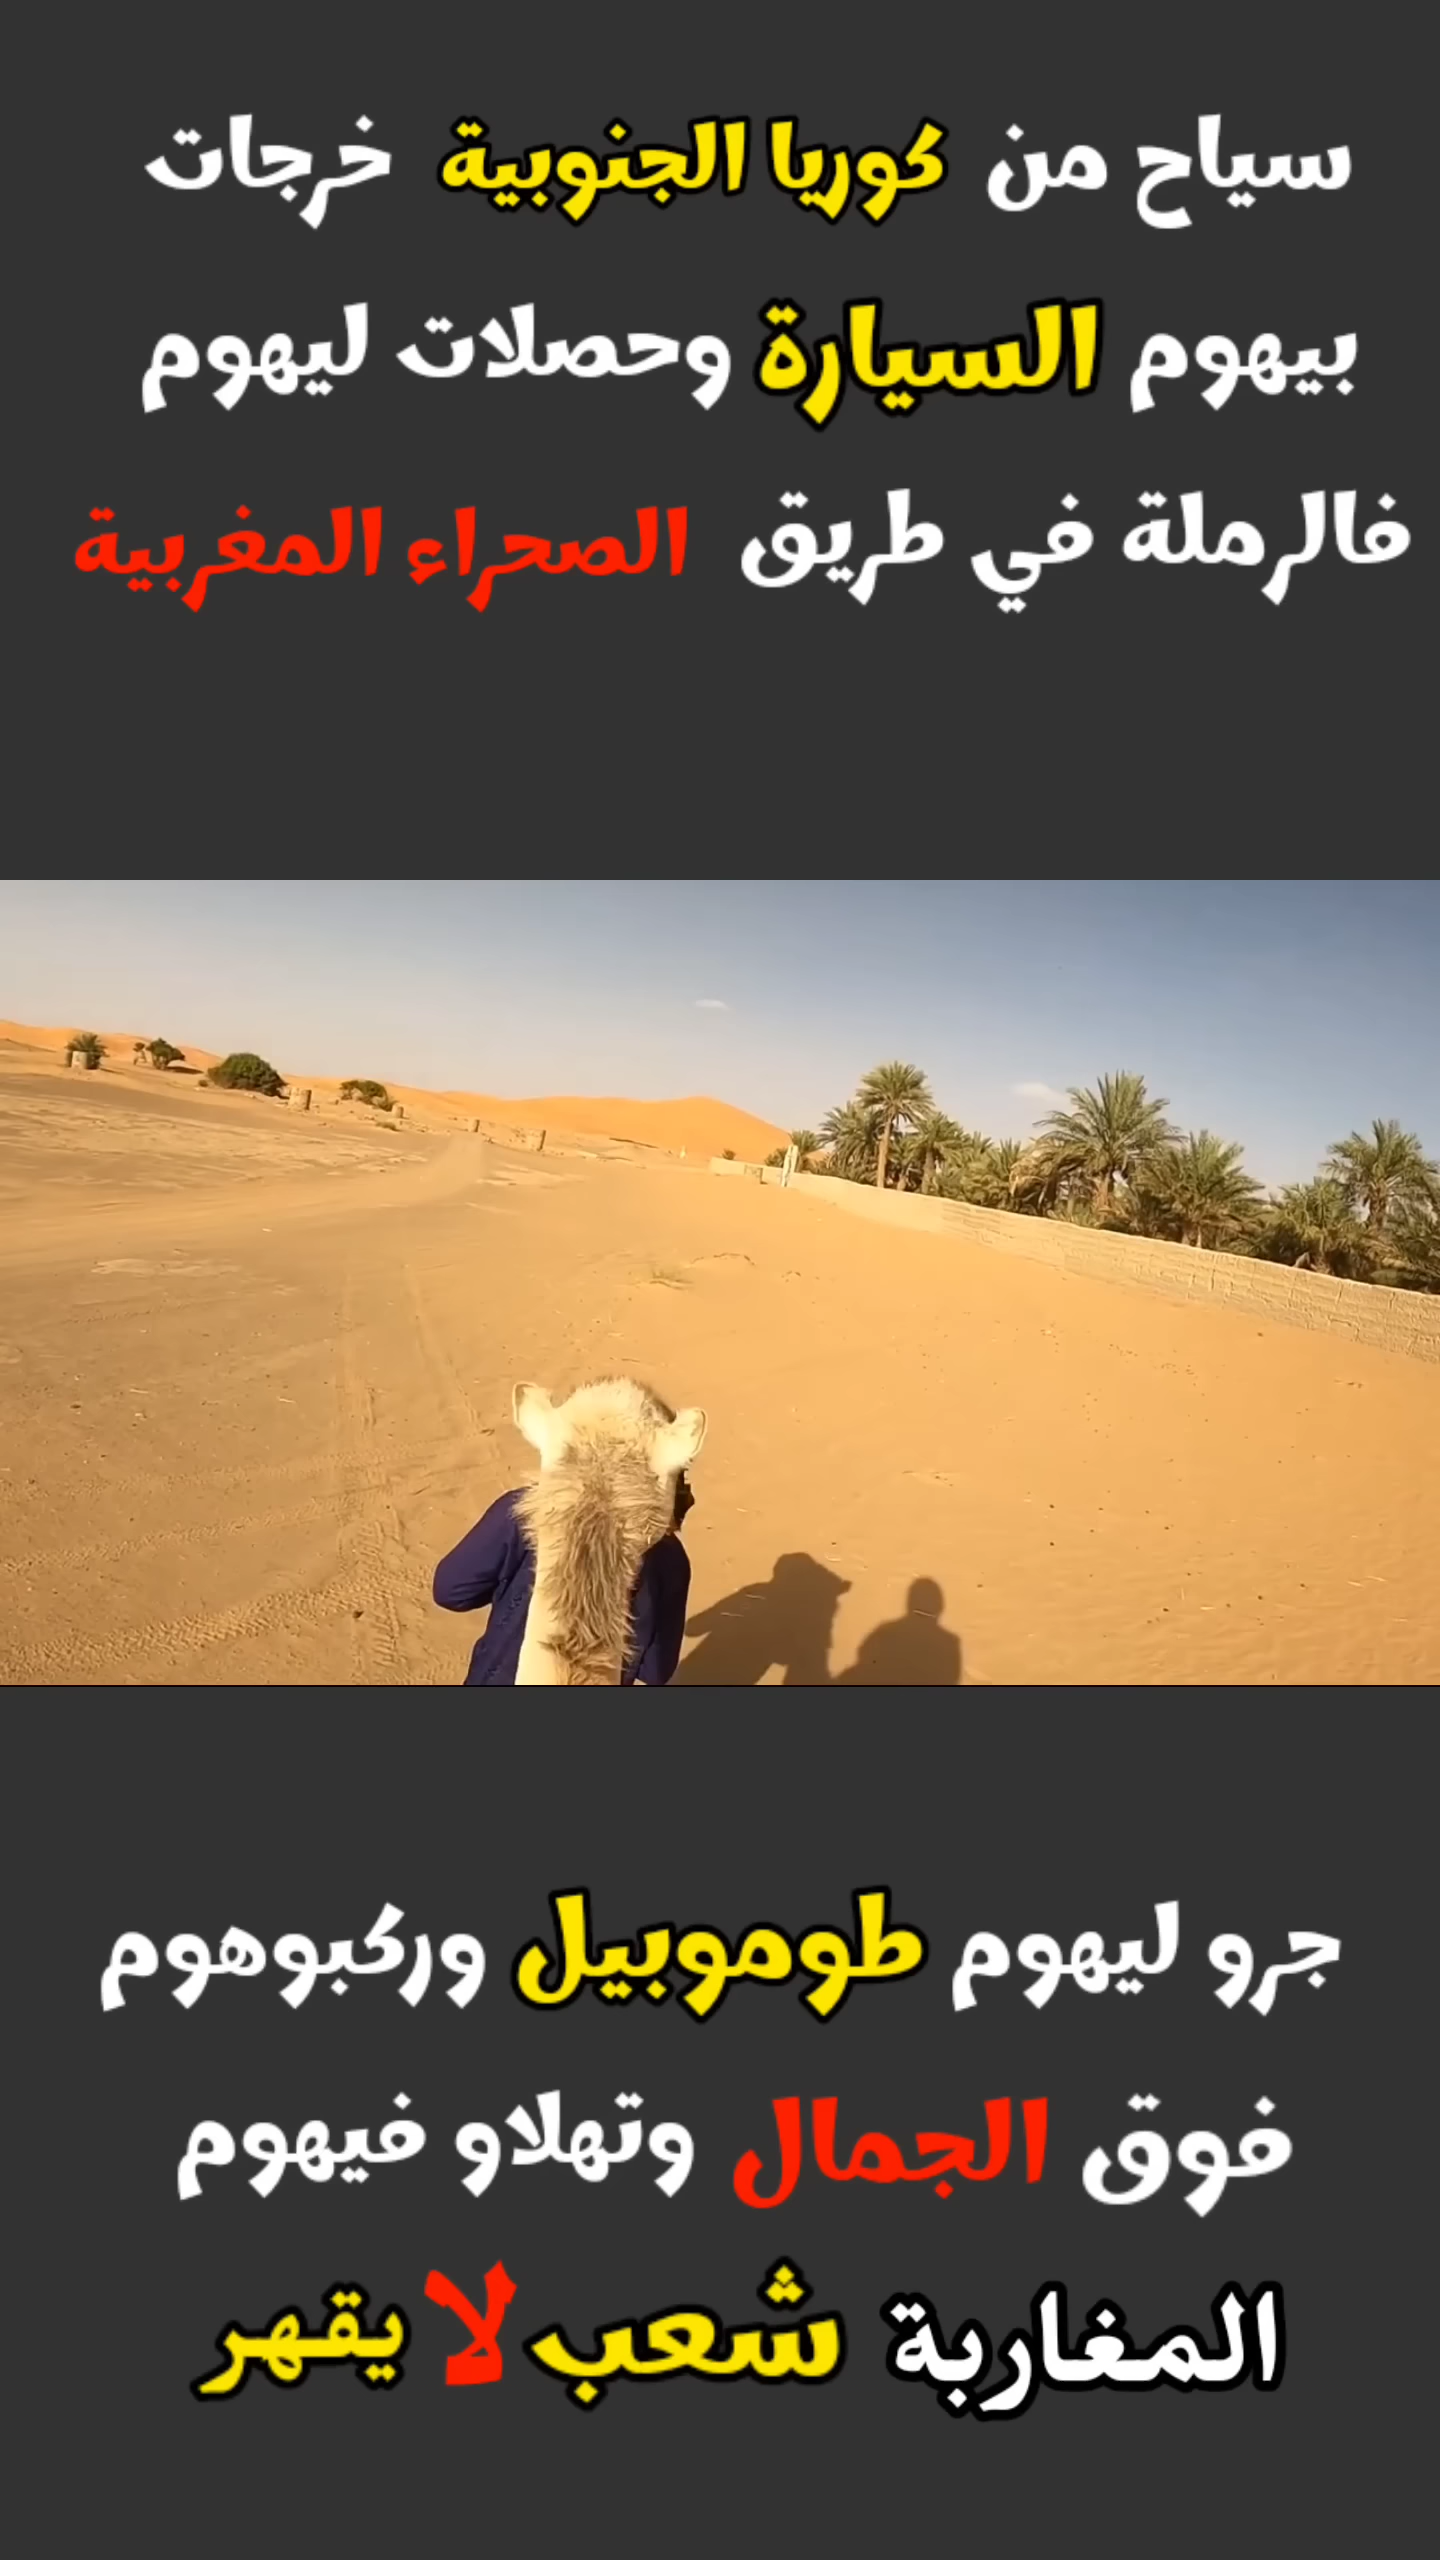 سياح من كوريا الجنوبية خرجات
بيهوم السيارة وحصلات ليهوم
فالرملة في طريق الصحراء المغربية
جرو ليهوم طوموبيل وركبوهوم
فوق الجمال وتهلاو فيهوم
المغاربة شعب لا يقهر